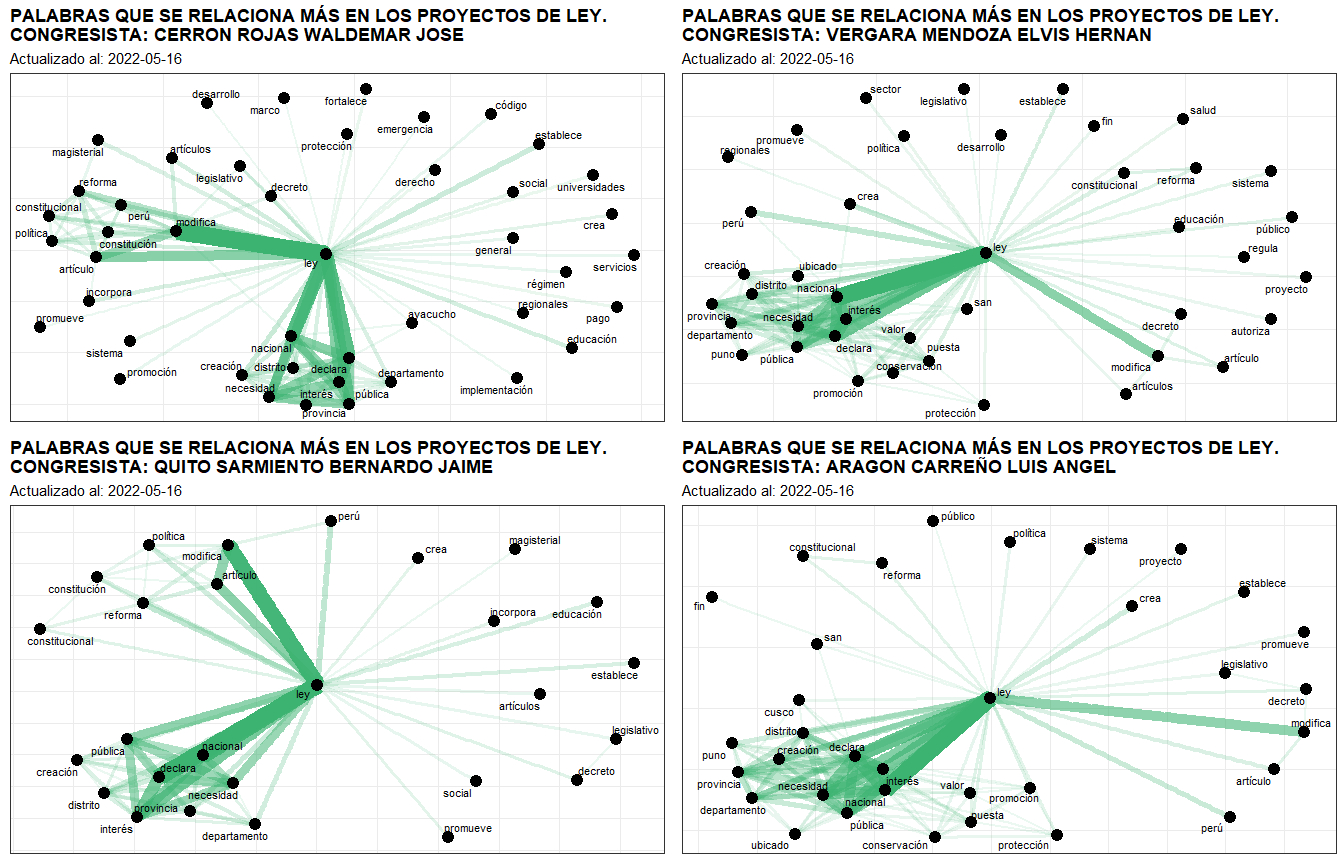 PALABRAS QUE SE RELACIONA MÁS EN LOS PROYECTOS DE LEY.
CONGRESISTA: CERRON ROJAS WALDEMAR JOSE
Actualizado al: 2022-05-16
desarrollo
marco
fortalece
código
emergencia
establece
protección
magisterial
artículos
legislativo
decreto
derecho
social
universidades
reforma
constitucional
perú
modifica
crea
política
constitución
general
servicios
artículo
ley
régimen
incorpora
regionales
pago
promueve
ayacucho
educación
sistema
nacional
creación
distrito
declara
departamento
promoción
necesidad
interés
pública
implementación
provincia
PALABRAS QUE SE RELACIONA MÁS EN LOS PROYECTOS DE LEY.
CONGRESISTA: VERGARA MENDOZA ELVIS HERNAN
Actualizado al: 2022-05-16
sector
legislativo
establece
salud
fin
promueve
regionales
política
desarrollo
constitucional
reforma
sistema
crea
perú
educación
público
ley
regula
creación
ubicado
proyecto
distrito
nacional
san
provincia
necesidad
interés
departamento
valor
decreto
autoriza
puno
pública
declara
puesta
artículo
conservación
modifica
promoción
artículos
protección
PALABRAS QUE SE RELACIONA MÁS EN LOS PROYECTOS DE LEY.
CONGRESISTA: QUITO SARMIENTO BERNARDO JAIME
Actualizado al: 2022-05-16
perú
política
modifica
crea
magisterial
artículo
constitución
reforma
incorpora
educación
constitucional
establece
ley
artículos
legislativo
pública
nacional
creación
declara
decreto
distrito
necesidad
social
provincia
interés
departamento
promueve
PALABRAS QUE SE RELACIONA MÁS EN LOS PROYECTOS DE LEY.
CONGRESISTA: ARAGON CARREÑO LUIS ANGEL
Actualizado al: 2022-05-16
público
política
sistema
constitucional
reforma
proyecto
establece
fin
crea
san
promueve
legislativo
ley
decreto
cusco
distrito
modifica
puno
creación
declara
provincia
necesidad
interés
valor
artículo
departamento
nacional
promoción
pública
puesta
perú
ubicado
conservación
protección